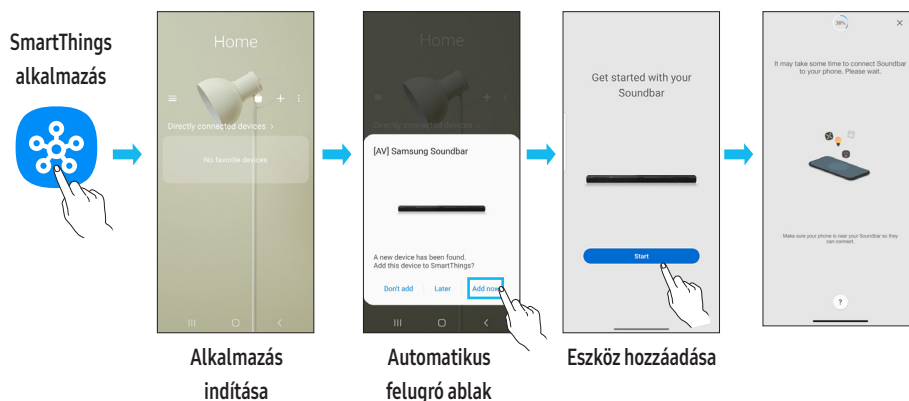 SmartThings
alkalmazás
Home
Directly connected devices >
No favorite devices
Alkalmazás
indítása
Home
Directly connected devices >
[AV] Samsung Soundbar
A new device has been found.
Add this device to SmartThings?
Don't add
Later
Add now
Automatikus
felugró ablak
Get started with your
Soundbar
Start
Eszköz hozzáadása
39%
It may take some time to connect Soundbar
to your phone. Please wait.
Make sure your phone is near your Soundbar so they
can connect.
?